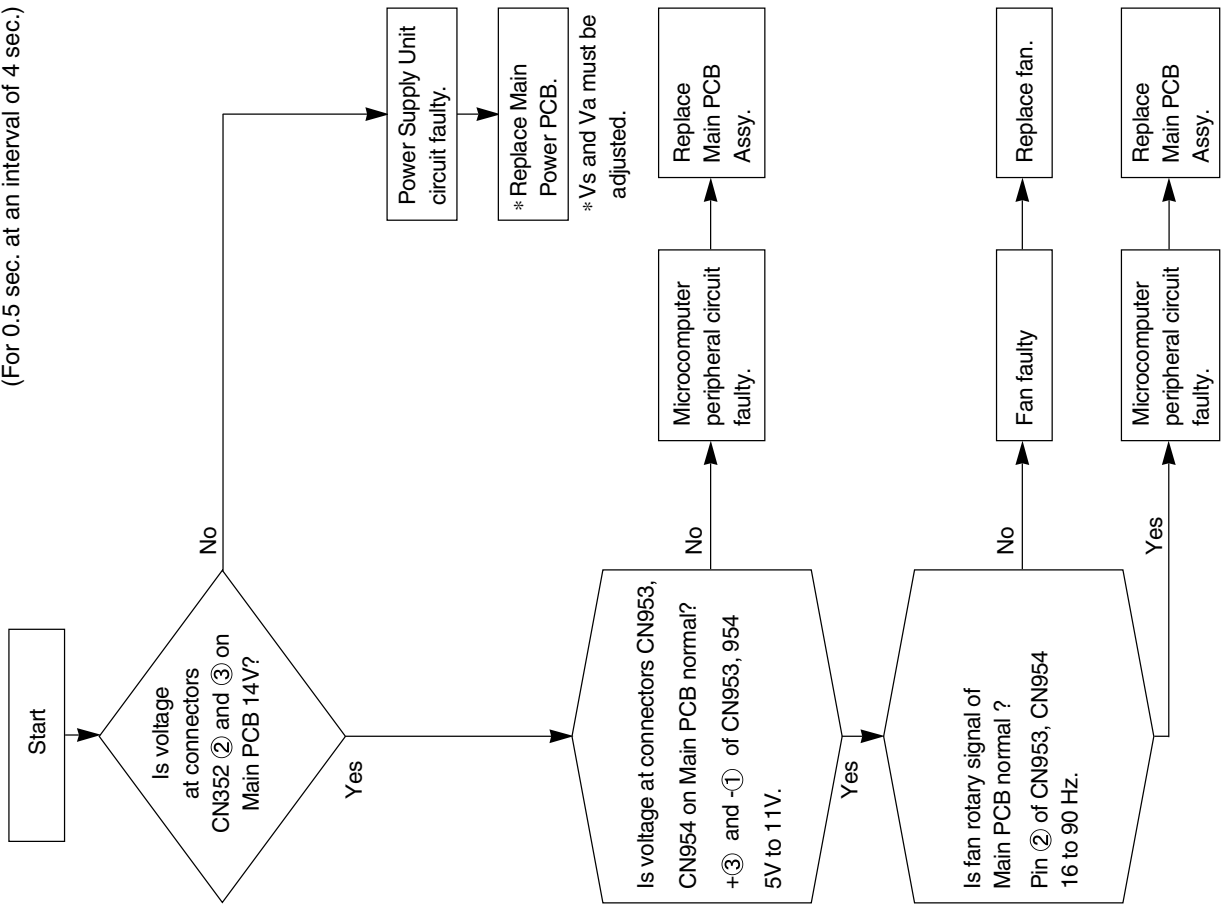 (For 0.5 sec. at an interval of 4 sec.)
Start
Is voltage
at connectors
CN352 ② and ③ on
Main PCB 14V?
No
Yes
Power Supply Unit
circuit faulty.
* Replace Main
Power PCB.
* Vs and Va must be
adjusted.
Is voltage at connectors CN953,
CN954 on Main PCB normal?
+③ and -① of CN953, 954
5V to 11V.
No
Yes
Microcomputer
peripheral circuit
faulty.
Replace
Main PCB
Assy.
Is fan rotary signal of
Main PCB normal ?
Pin ② of CN953, CN954
16 to 90 Hz.
No
Yes
Fan faulty
Replace fan.
Microcomputer
peripheral circuit
faulty.
Replace
Main PCB
Assy.